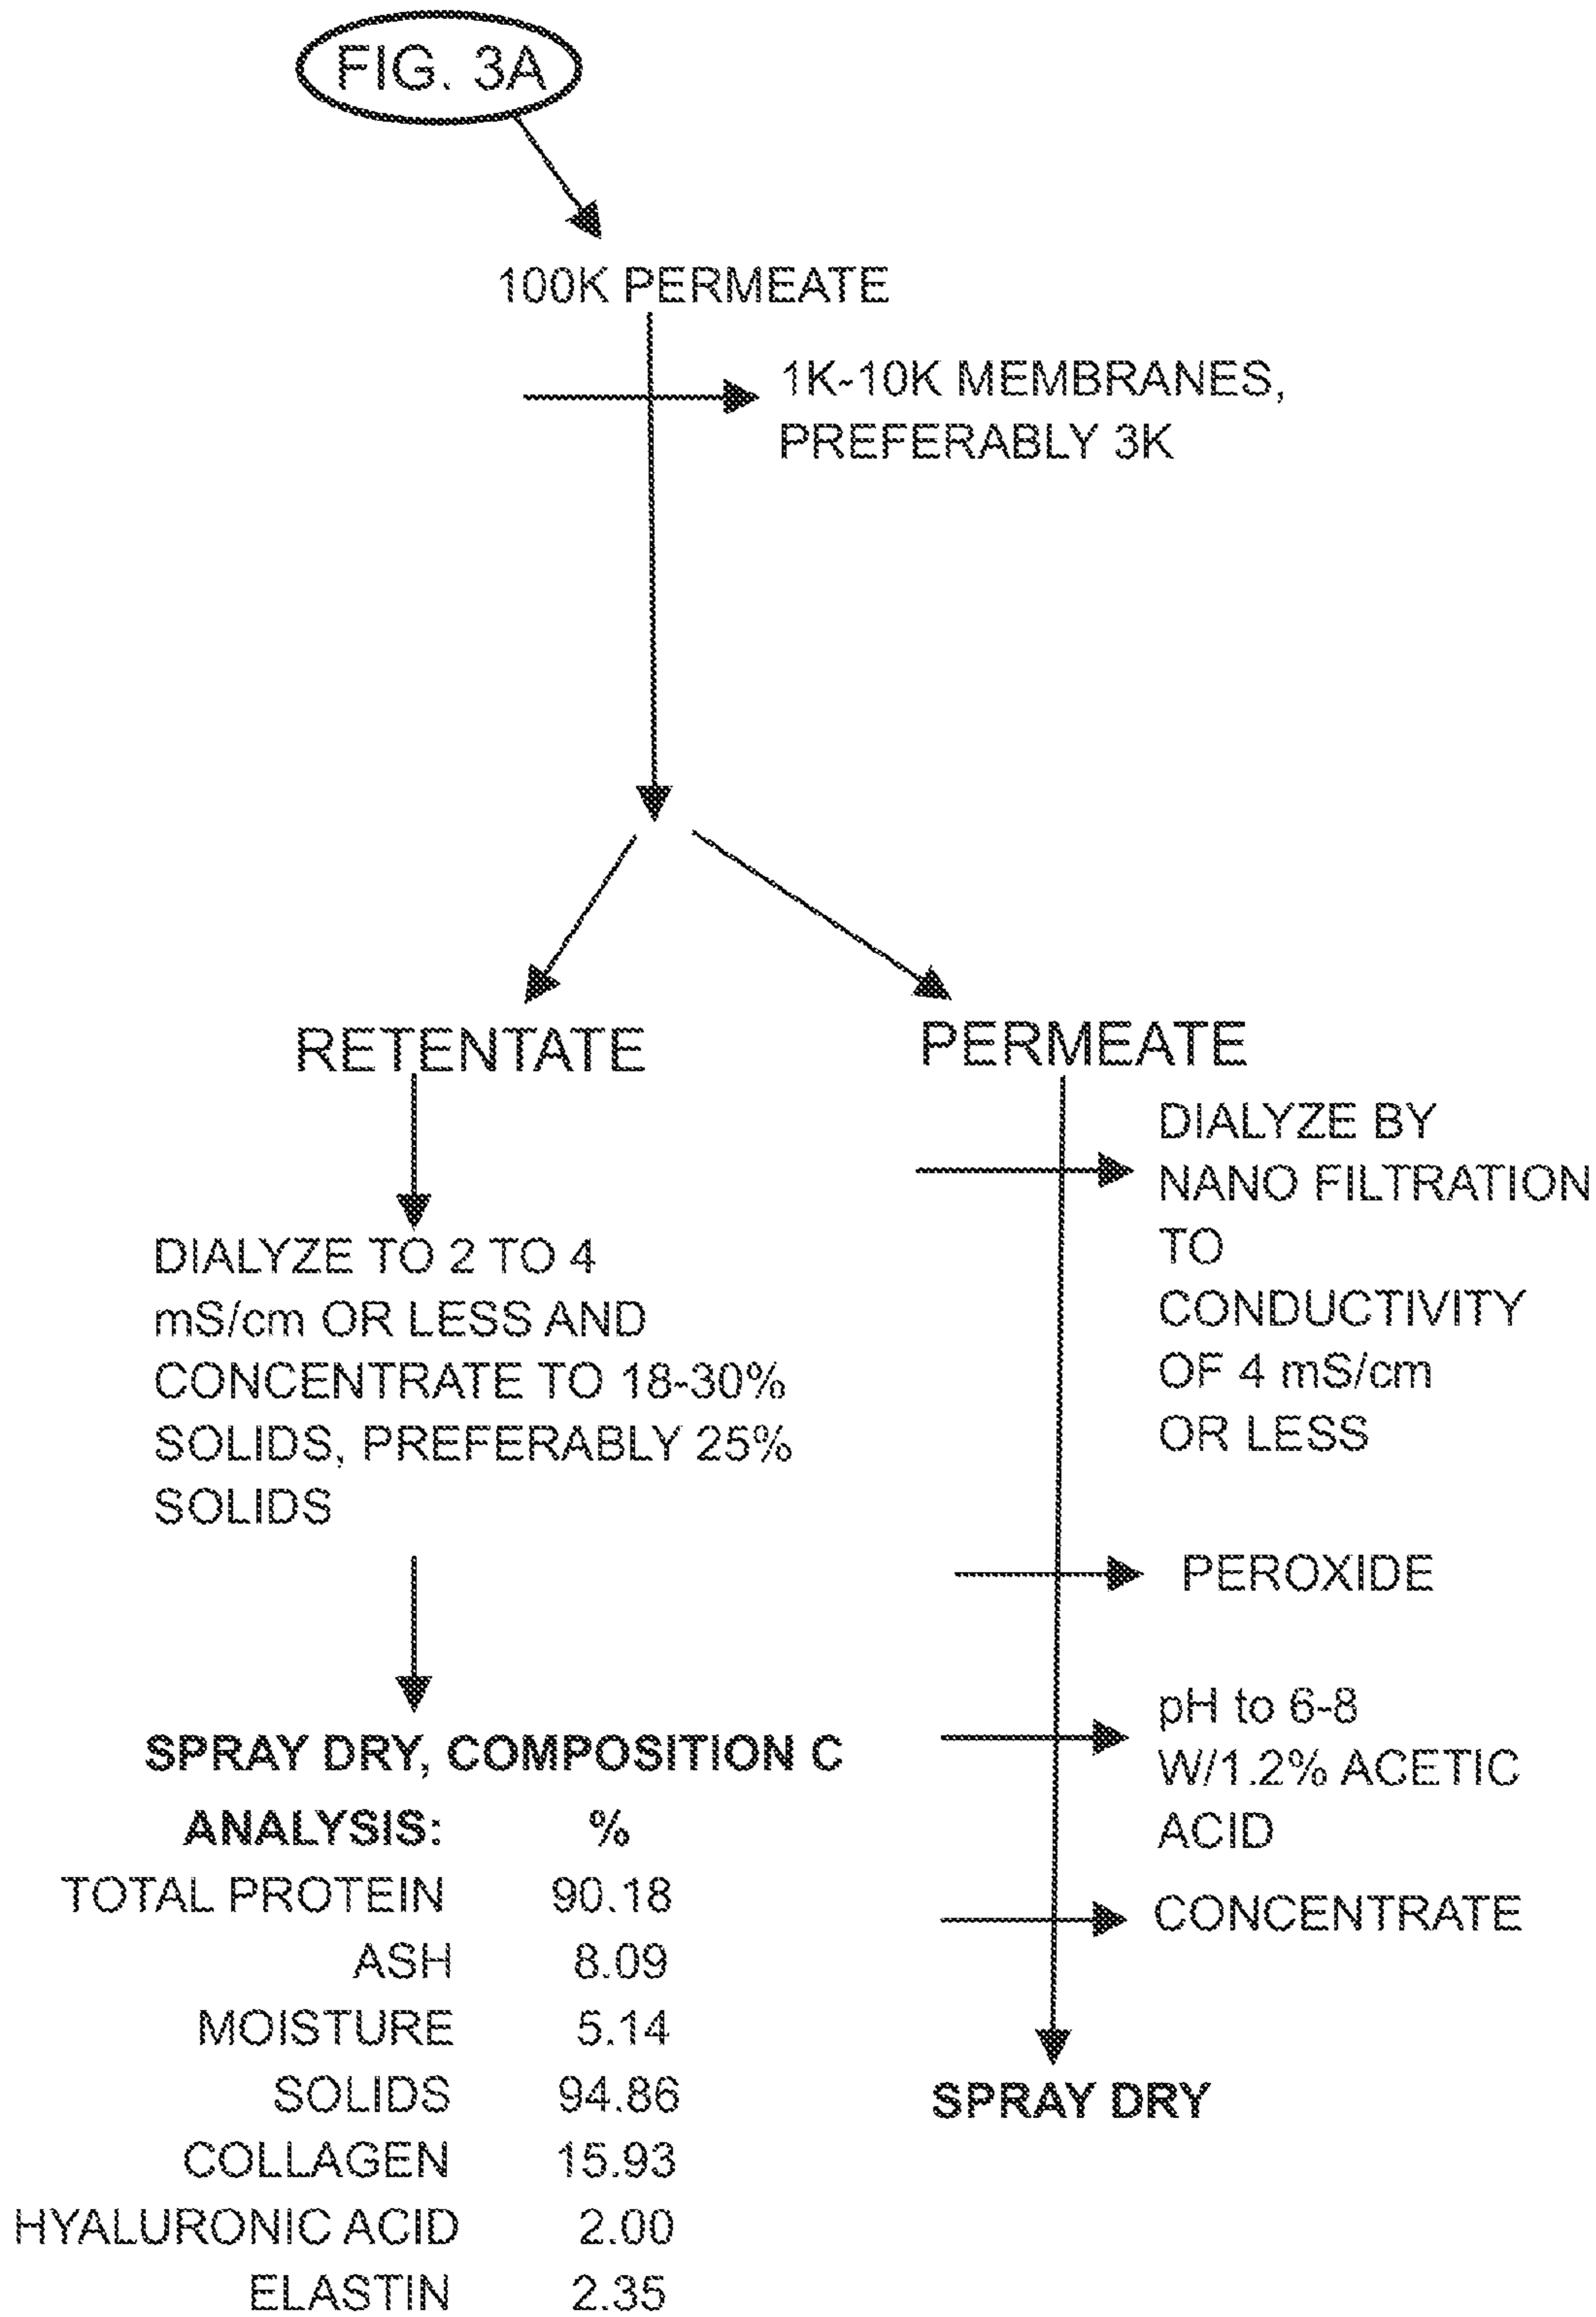 FIG. 3A
100K PERMEATE
1K-10K MEMBRANES,
PREFERABLY 3K
RETENTATE
DIALYZE TO 2 TO 4
mS/cm OR LESS AND
CONCENTRATE TO 18-30%
SOLIDS, PREFERABLY 25%
SOLIDS
SPRAY DRY, COMPOSITION C
ANALYSIS: %
TOTAL PROTEIN 90.18
ASH 8.09
MOISTURE 5.14
SOLIDS 94.86
COLLAGEN 15.93
HYALURONIC ACID 2.00
ELASTIN 2.35
PERMEATE
DIALYZE BY
NANO FILTRATION
TO
CONDUCTIVITY
OF 4 mS/cm
OR LESS
PEROXIDE
pH to 6-8
W/1.2% ACETIC
ACID
CONCENTRATE
SPRAY DRY